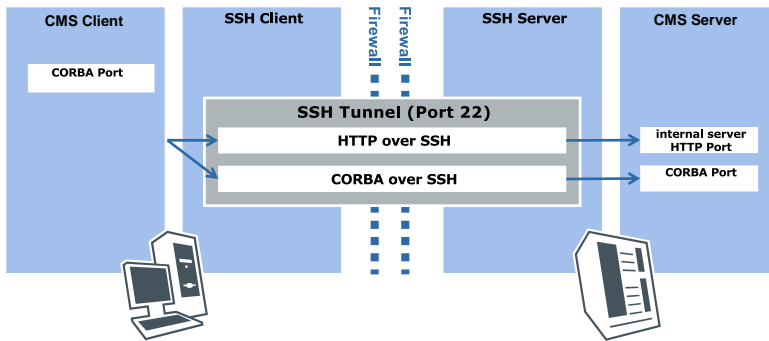 CMS Client
SSH Client
Firewall
Firewall
SSH Server
CMS Server
CORBA Port
SSH Tunnel (Port 22)
HTTP over SSH
internal server
HTTP Port
CORBA over SSH
CORBA Port